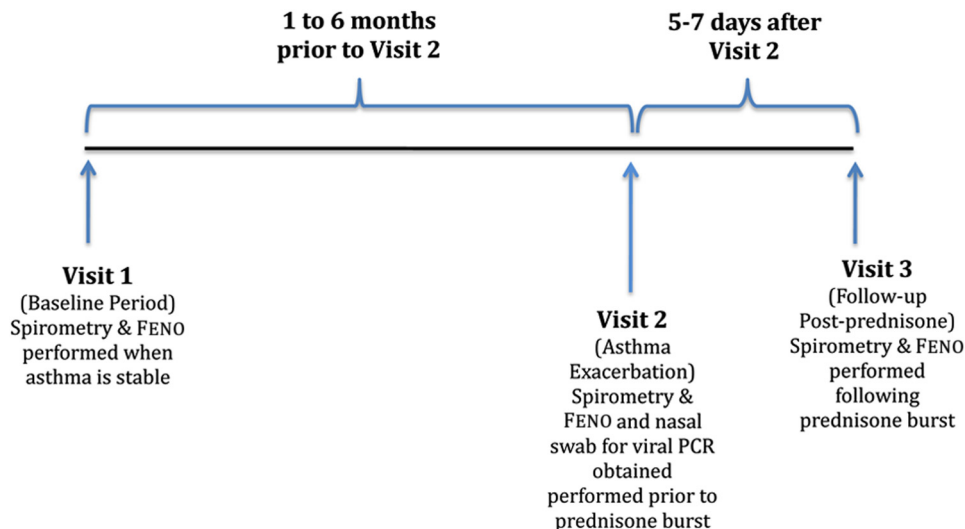 1 to 6 months
prior to Visit 2
5-7 days after
Visit 2
Visit 1
(Baseline Period)
Spirometry & FENO
performed when
asthma is stable
Visit 2
(Asthma
Exacerbation)
Spirometry &
FENO and nasal
swab for viral PCR
obtained
performed prior to
prednisone burst
Visit 3
(Follow-up
Post-prednisone)
Spirometry & FENO
performed
following
prednisone burst